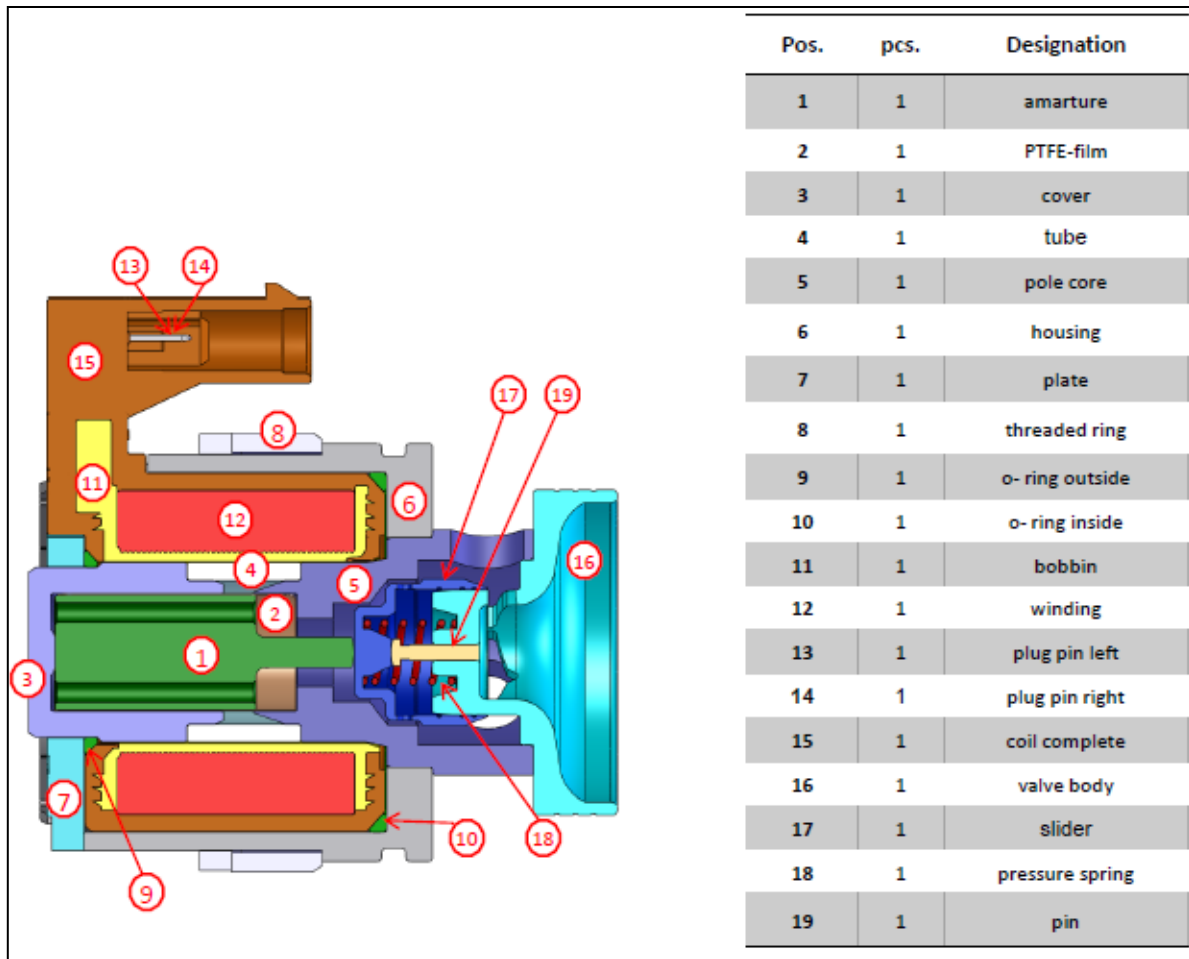 13 14
15
8
17 19
11
12
6
4
5
16
2
1
3
7
10
18
9
Pos. pcs. Designation
1 1 amarture
2 1 PTFE-film
3 1 cover
4 1 tube
5 1 pole core
6 1 housing
7 1 plate
8 1 threaded ring
9 1 o- ring outside
10 1 o- ring inside
11 1 bobbin
12 1 winding
13 1 plug pin left
14 1 plug pin right
15 1 coil complete
16 1 valve body
17 1 slider
18 1 pressure spring
19 1 pin